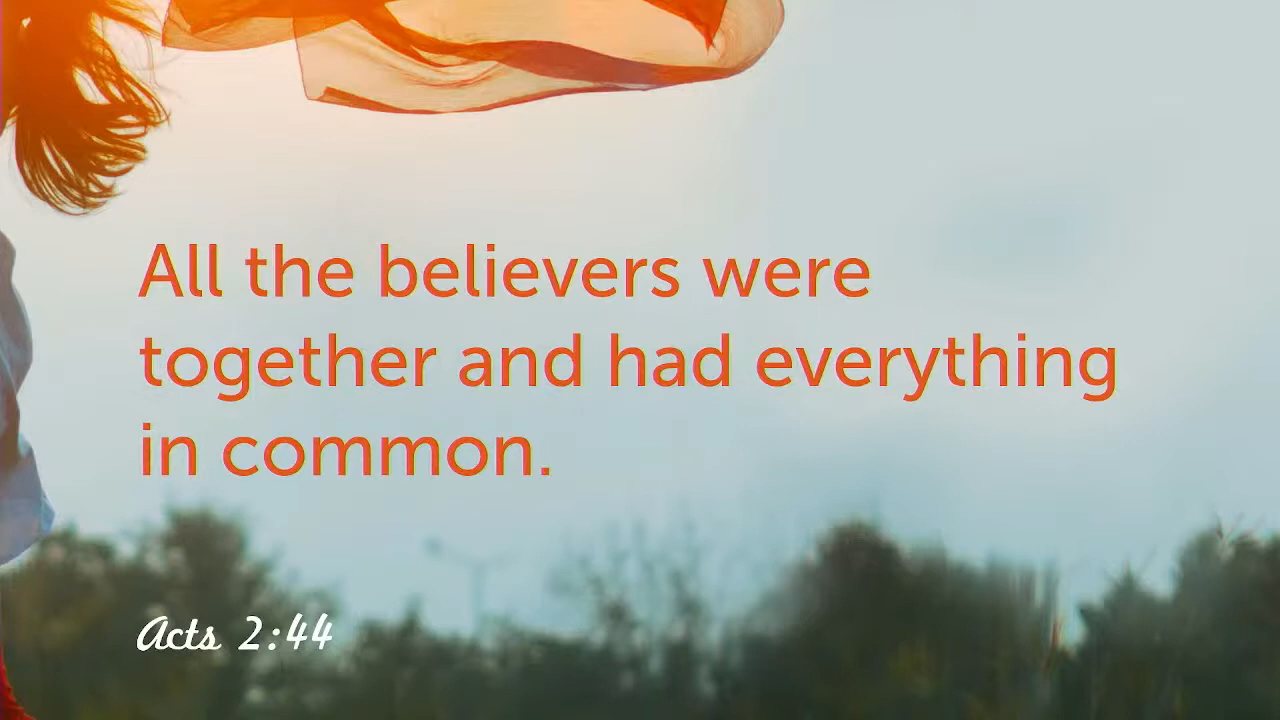 All the believers were
together and had everything
in common.
Acts 2:44